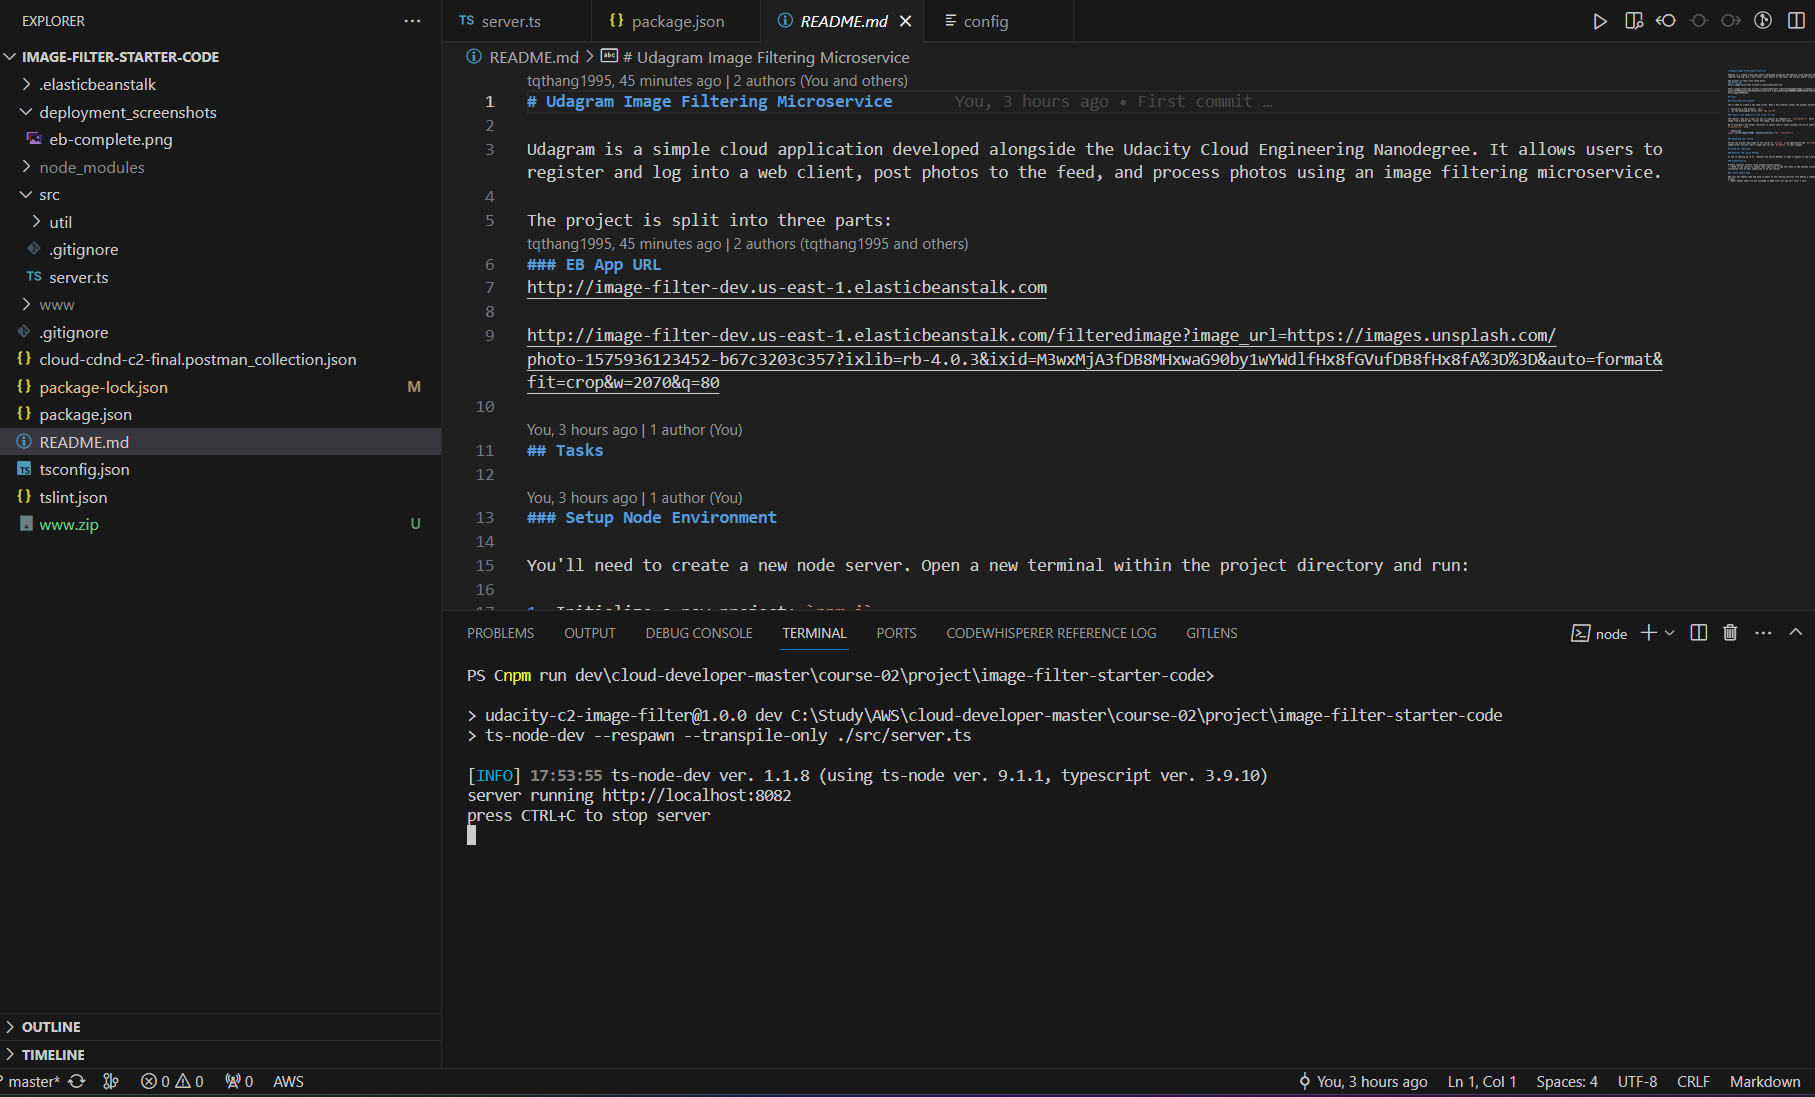 EXPLORER
IMAGE-FILTER-STARTER-CODE
.elasticbeanstalk
deployment_screenshots
eb-complete.png
node_modules
src
util
.gitignore
TS server.ts
www
.gitignore
{} cloud-cdnd-c2-final.postman_collection.json
{} package-lock.json M
{} package.json
README.md
TS tsconfig.json
{} tslint.json
www.zip U
OUTLINE
TIMELINE
TS server.ts
{} package.json
README.md
config
README.md > abc # Udagram Image Filtering Microservice
tqthang1995, 45 minutes ago | 2 authors (You and others)
1 # Udagram Image Filtering Microservice You, 3 hours ago • First commit …
2
3 Udagram is a simple cloud application developed alongside the Udacity Cloud Engineering Nanodegree. It allows users to
register and log into a web client, post photos to the feed, and process photos using an image filtering microservice.
4
5 The project is split into three parts:
tqthang1995, 45 minutes ago | 2 authors (tqthang1995 and others)
6 ### EB App URL
7 http://image-filter-dev.us-east-1.elasticbeanstalk.com
8
9 http://image-filter-dev.us-east-1.elasticbeanstalk.com/filteredimage?image_url=https://images.unsplash.com/
photo-1575936123452-b67c3203c357?ixlib=rb-4.0.3&ixid=M3wxMjA3fDB8MHxwaG90by1wYWdlfHx8fGVufDB8fHx8fA%3D%3D&auto=format&
fit=crop&w=2070&q=80
10
You, 3 hours ago | 1 author (You)
11 ## Tasks
12
You, 3 hours ago | 1 author (You)
13 ### Setup Node Environment
14
15 You'll need to create a new node server. Open a new terminal within the project directory and run:
16
17 1. Initialize a new project: `npm i`
PROBLEMS OUTPUT DEBUG CONSOLE TERMINAL PORTS CODEWHISPERER REFERENCE LOG GITLENS
node
PS Cnpm run dev\cloud-developer-master\course-02\project\image-filter-starter-code>
> udacity-c2-image-filter@1.0.0 dev C:\Study\AWS\cloud-developer-master\course-02\project\image-filter-starter-code
> ts-node-dev --respawn --transpile-only ./src/server.ts
[INFO] 17:53:55 ts-node-dev ver. 1.1.8 (using ts-node ver. 9.1.1, typescript ver. 3.9.10)
server running http://localhost:8082
press CTRL+C to stop server
master* 0 0 0 AWS
You, 3 hours ago Ln 1, Col 1 Spaces: 4 UTF-8 CRLF Markdown